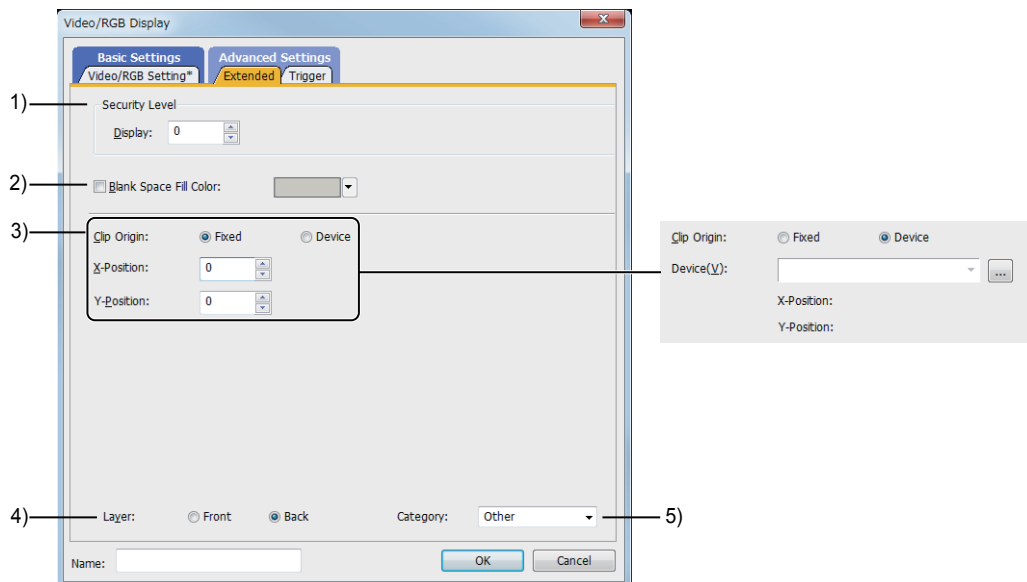 Video/RGB Display
x
Basic Settings Advanced Settings
Video/RGB Setting* Extended Trigger
1) Security Level
Display: 0
2) Blank Space Fill Color:
3) Clip Origin: Fixed Device
X-Position: 0
Y-Position: 0
Clip Origin: Fixed Device
Device(V): ...
X-Position:
Y-Position:
4) Layer: Front Back Category: Other 5)
Name: OK Cancel